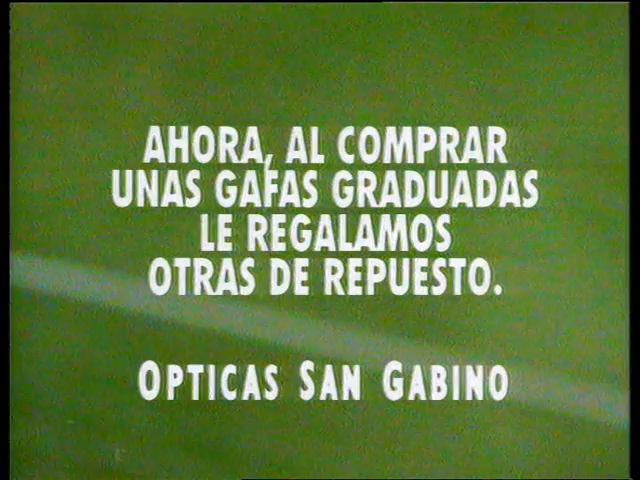 AHORA, AL COMPRAR
UNAS GAFAS GRADUADAS
LE REGALAMOS
OTRAS DE REPUESTO.
OPTICAS SAN GABINO